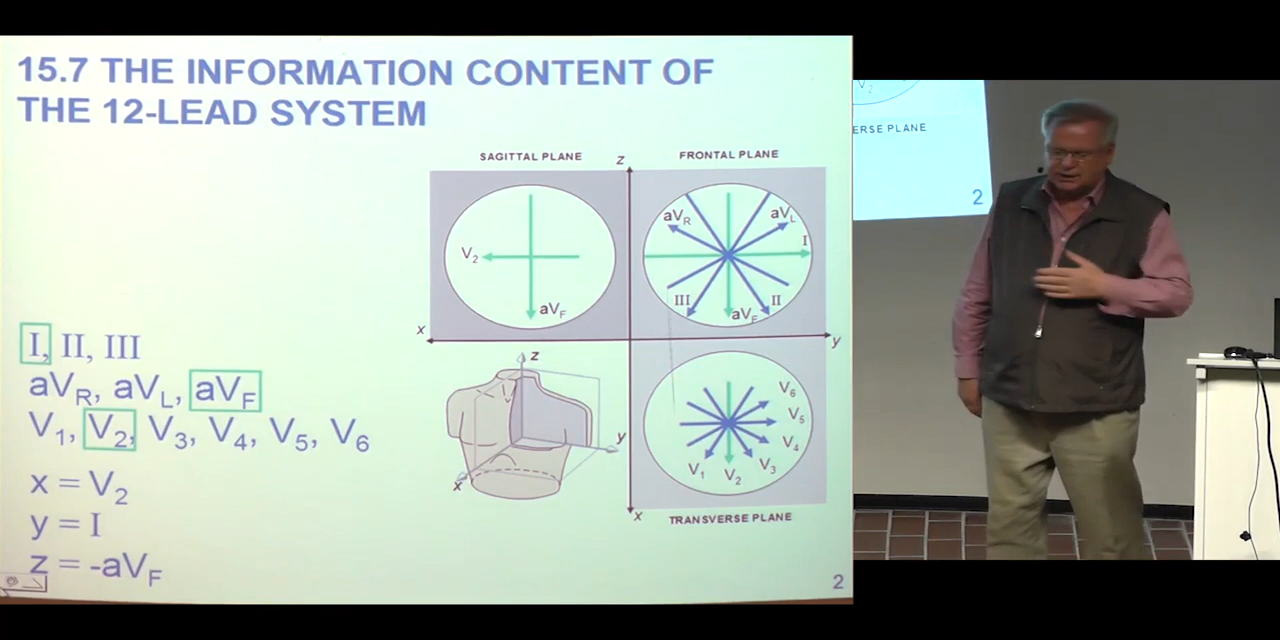 15.7 THE INFORMATION CONTENT OF
THE 12-LEAD SYSTEM
SAGITTAL PLANE
z
FRONTAL PLANE
V2
aVF
x
aVR
aVL
I
III
aVF
II
y
I, II, III
aVR, aVL, aVF
V1, V2, V3, V4, V5, V6
x = V2
y = I
z = -aVF
z
y
x
V6
V5
V4
V3
V2
V1
x
TRANSVERSE PLANE
2
V2
ERSE PLANE
2